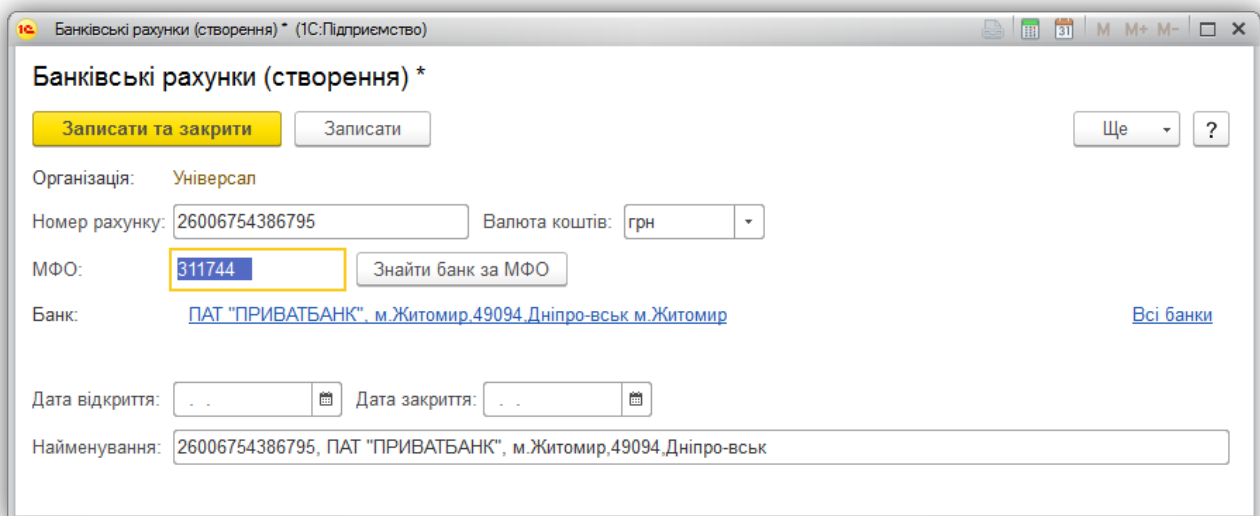 1С Банківські рахунки (створення) * (1С:Підприємство) 31 M M+ M-
Банківські рахунки (створення) *
Записати та закрити Записати Ще ?
Організація: Універсал
Номер рахунку: 26006754386795 Валюта коштів: грн
МФО: 311744 Знайти банк за МФО
Банк: ПАТ "ПРИВАТБАНК", м.Житомир,49094,Дніпро-вськ м.Житомир Всі банки
Дата відкриття: . . Дата закриття: . .
Найменування: 26006754386795, ПАТ "ПРИВАТБАНК", м.Житомир,49094,Дніпро-вськ